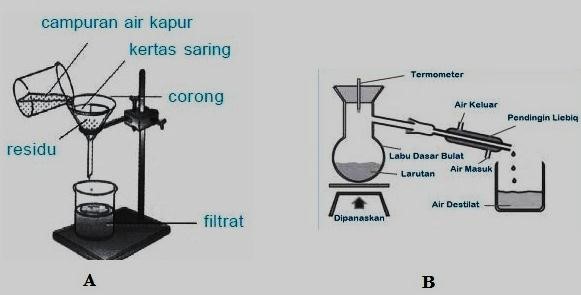 campuran air kapur
kertas saring
corong
residu
filtrat
A
Termometer
Air Keluar
Pendingin Liebiq
Labu Dasar Bulat
Air Masuk
Larutan
Air Destilat
Dipanaskan
B